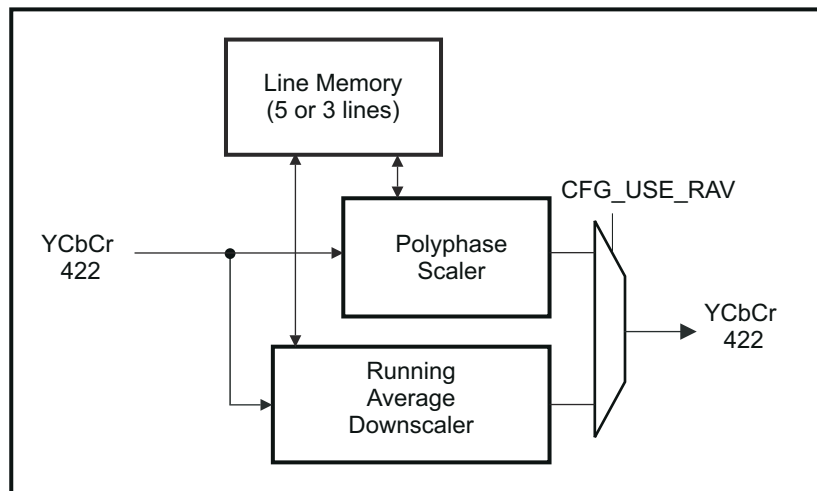 Line Memory
(5 or 3 lines)
CFG_USE_RAV
YCbCr
422
Polyphase
Scaler
YCbCr
422
Running
Average
Downscaler